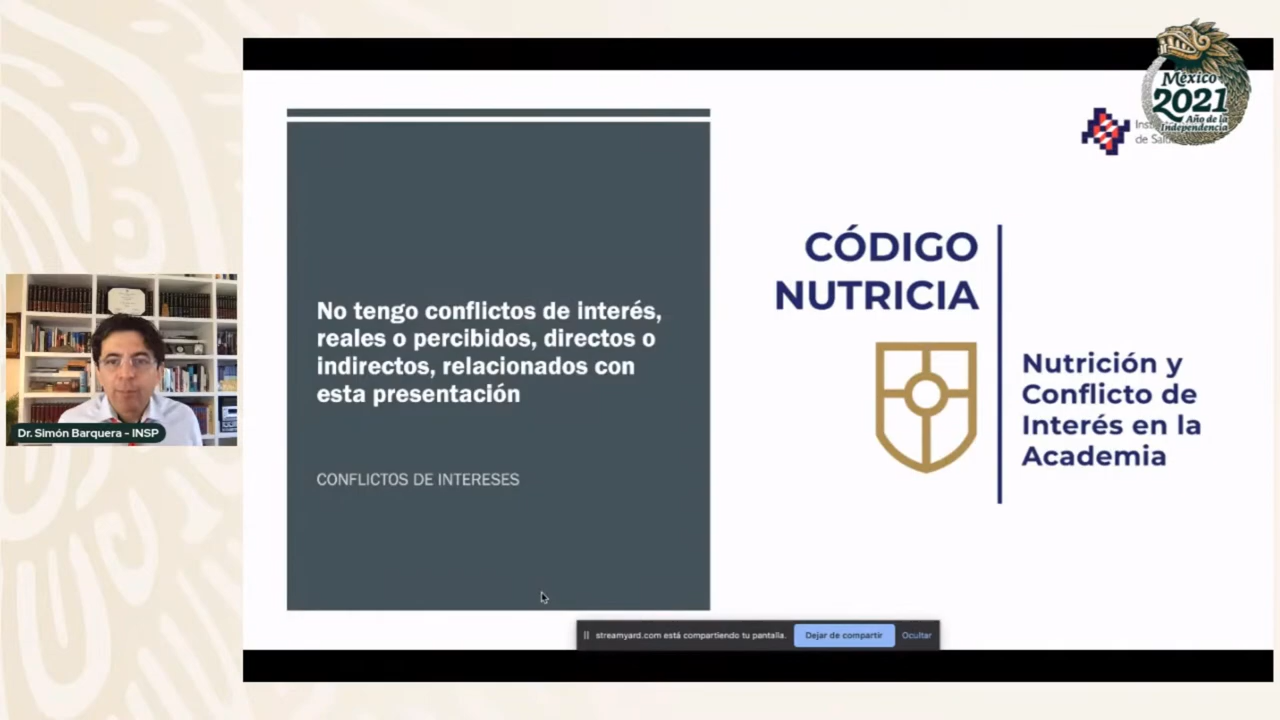 México
2021
Año de la
Independencia
de
CÓDIGO
NUTRICIA
Nutrición y
Conflicto de
Interés en la
Academia
No tengo conflictos de interés,
reales o percibidos, directos o
indirectos, relacionados con
esta presentación
CONFLICTOS DE INTERESES
Dr. Simón Barquera - INSP
streamyard.com está compartiendo tu pantalla.
Dejar de compartir
Ocultar